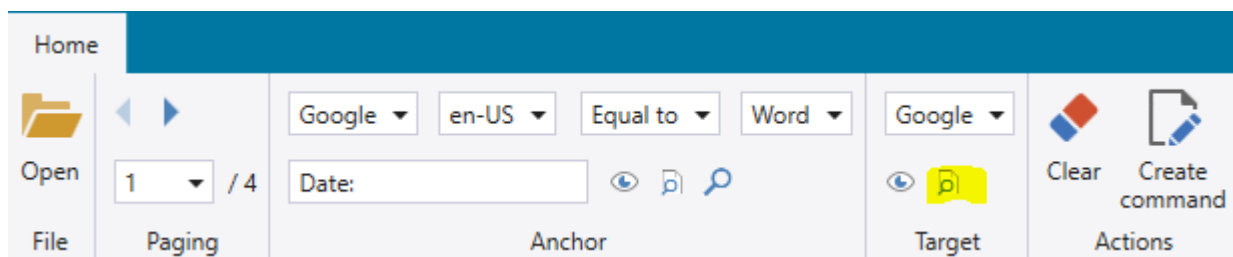 Home
Google en-US Equal to Word Google
Open 1 / 4 Date: Clear Create command
File Paging Anchor Target Actions